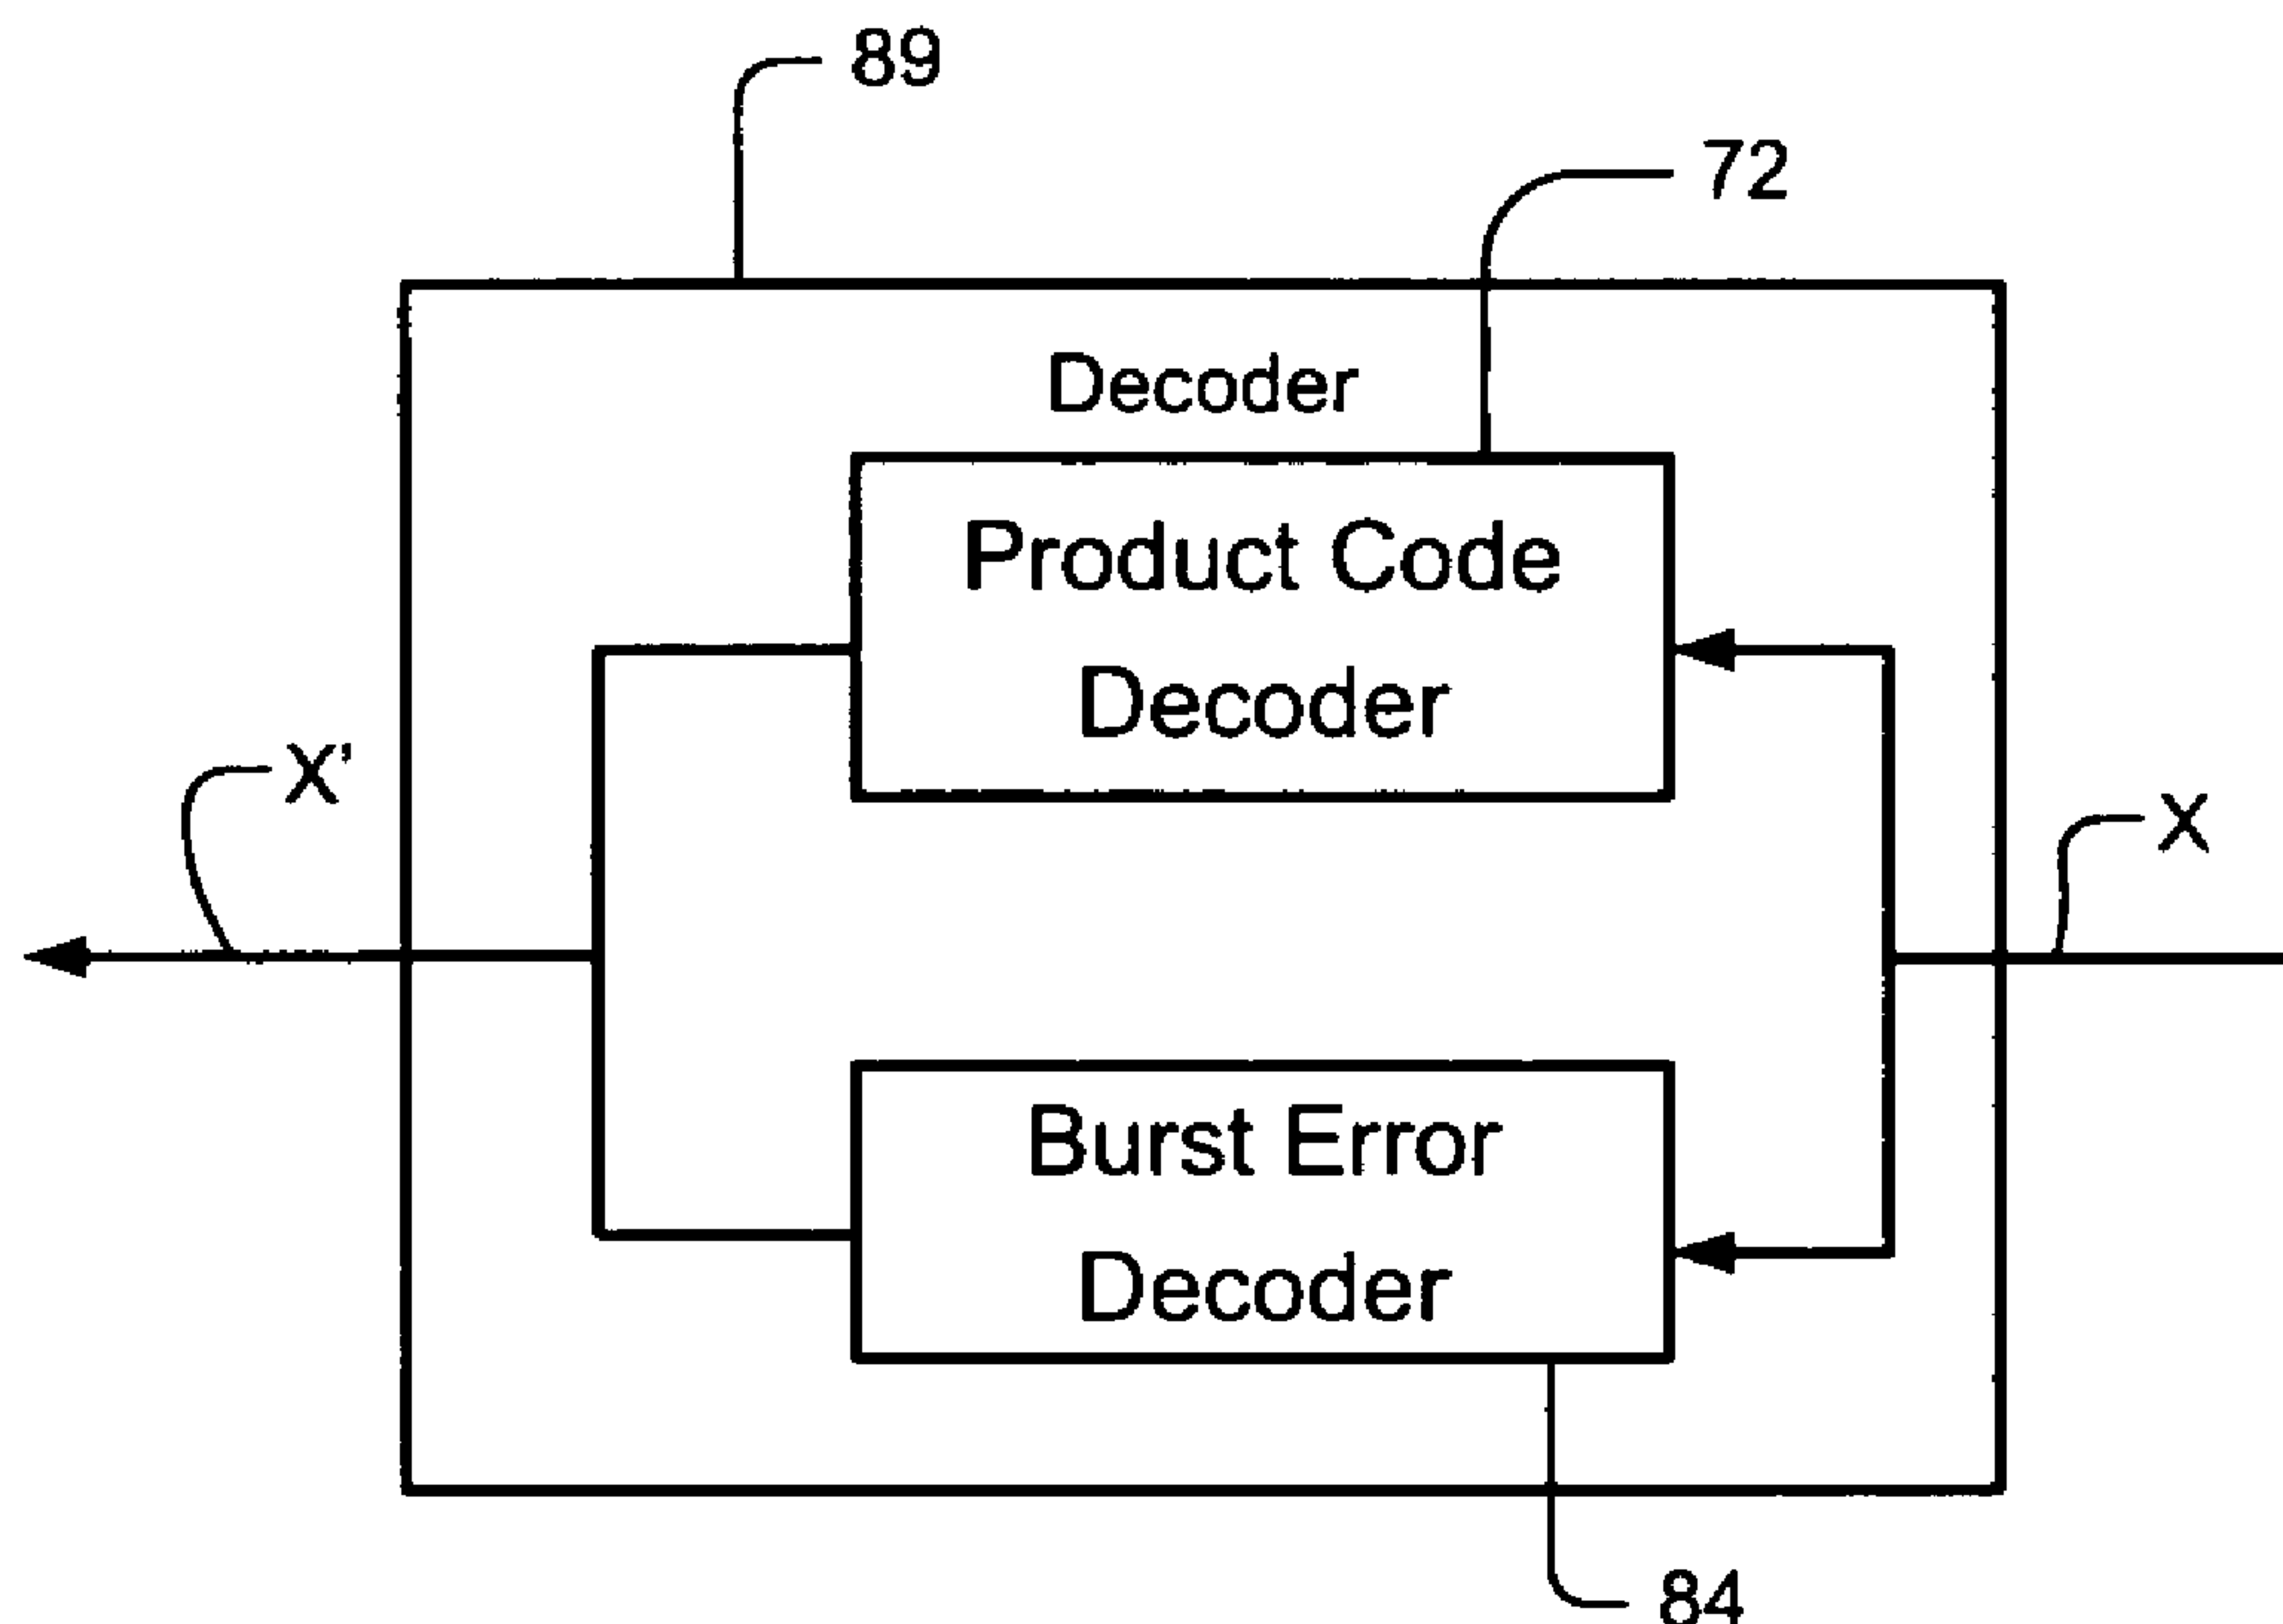 89
72
Decoder
Product Code
Decoder
X'
X
Burst Error
Decoder
84